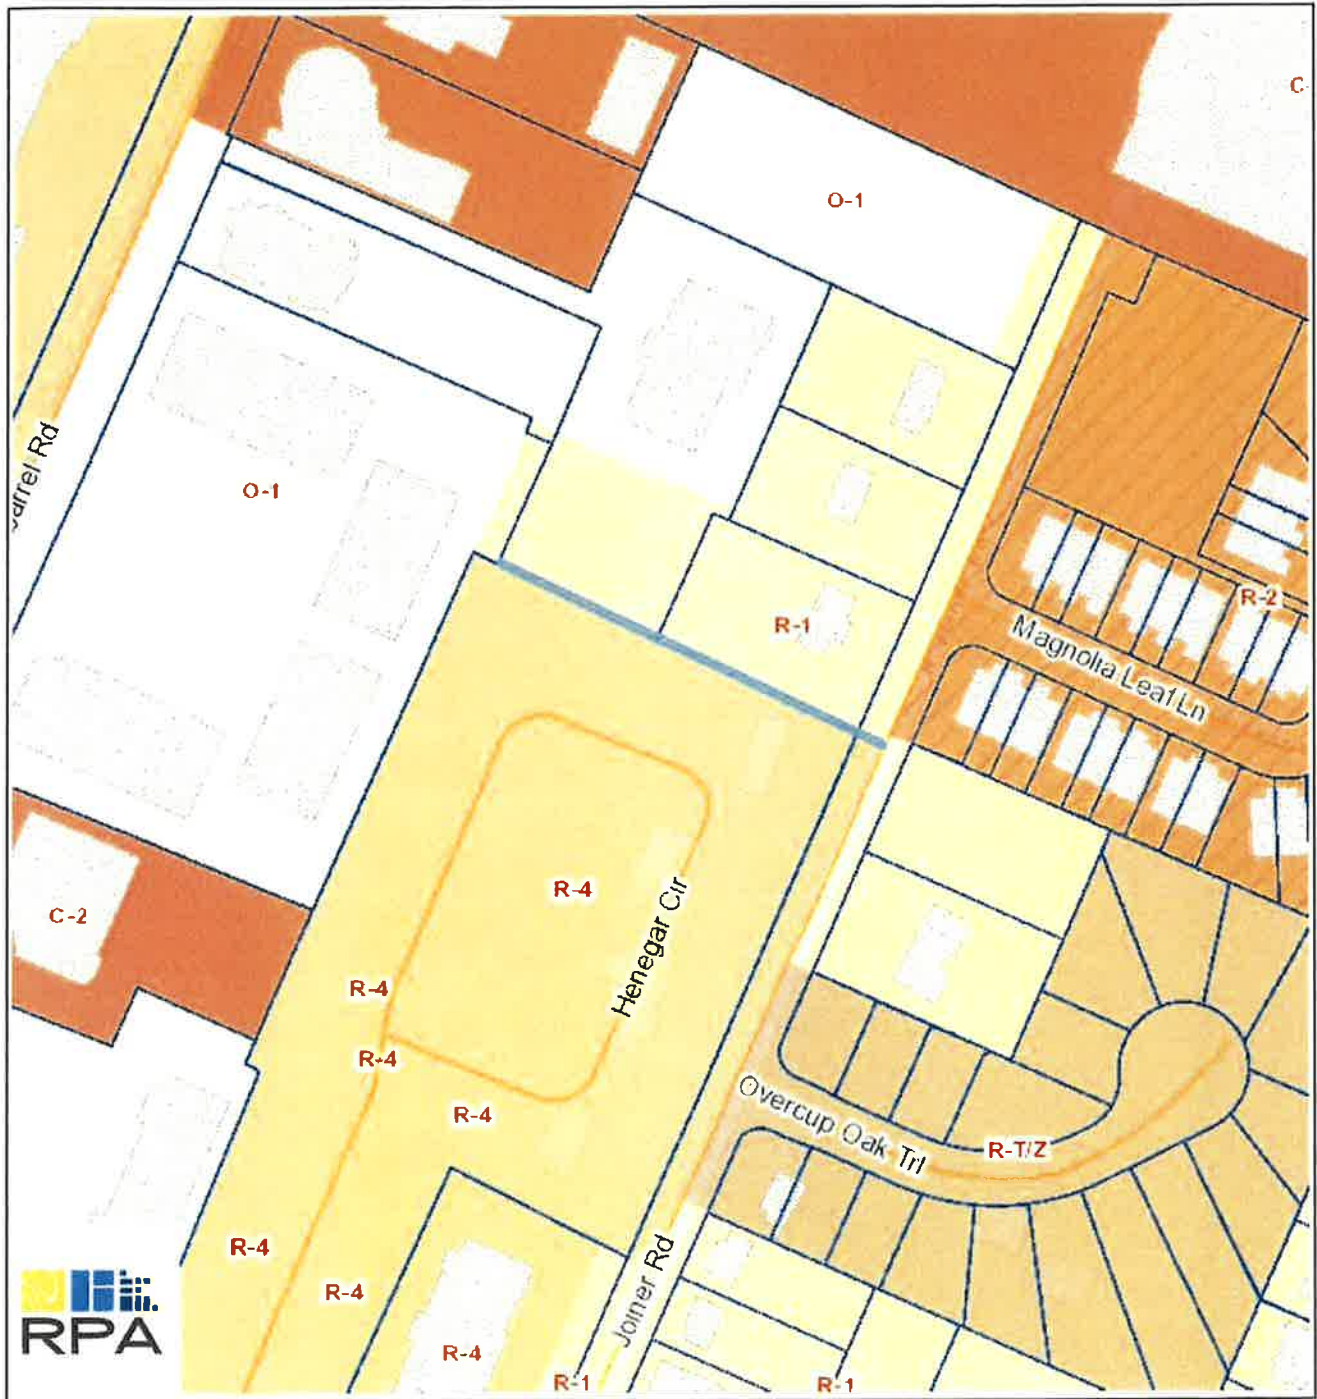 C-
O-1
O-1
R-2
R-1
Magnolia Leaf Ln
R-4
Henegar Cir
C-2
R-4
R-4
R-4
Overcup Oak Trl
R-T/Z
R-4
R-4
Joiner Rd
R-4
R-1
R-1
RPA
Rd